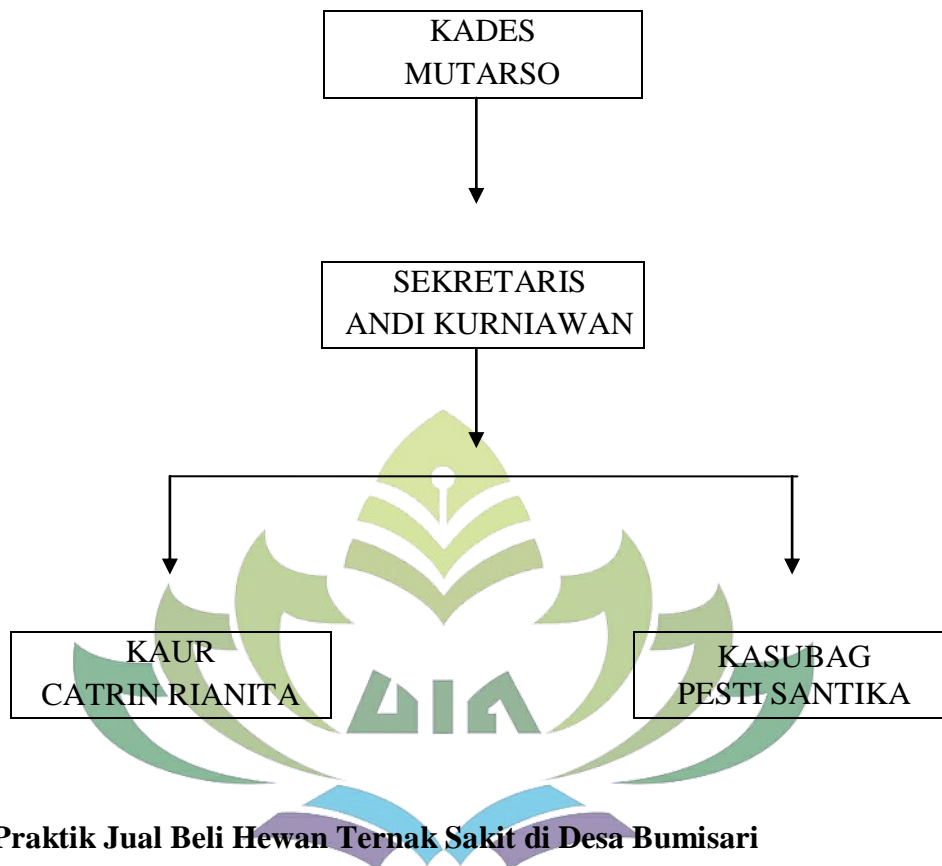 KADES
MUTARSO
SEKRETARIS
ANDI KURNIAWAN
KAUR
CATRIN RIANITA
KASUBAG
PESTI SANTIKA
UIN
Praktik Jual Beli Hewan Ternak Sakit di Desa Bumisari